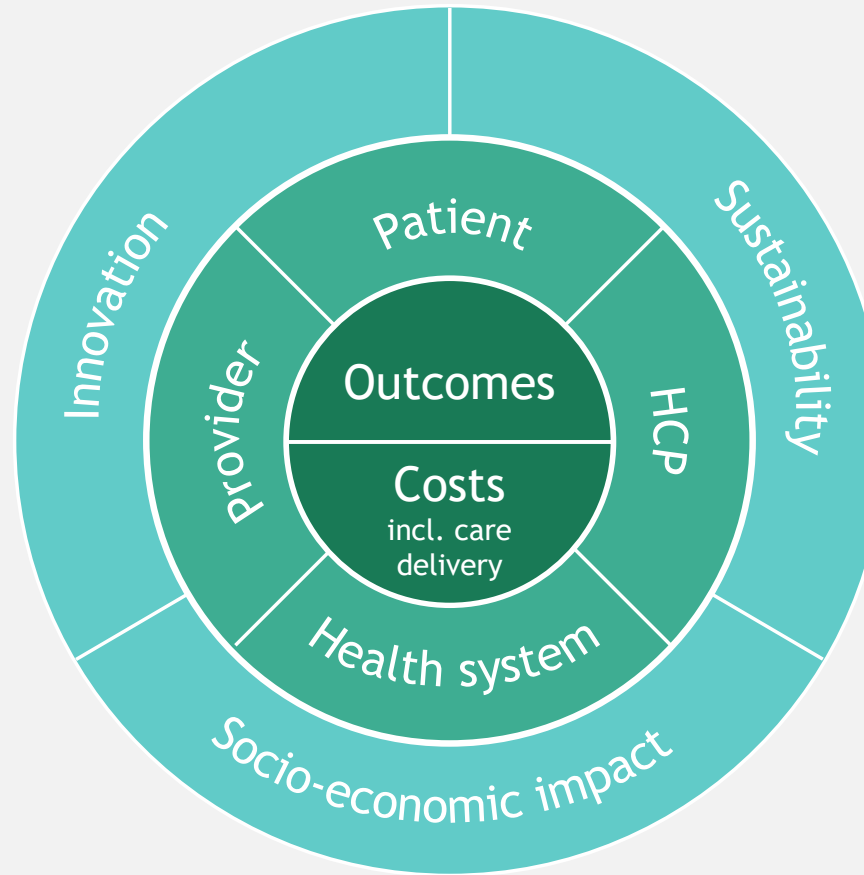 Innovation
Sustainability
Patient
Provider
HCP
Outcomes
Costs
incl. care
delivery
Health system
Socio-economic impact